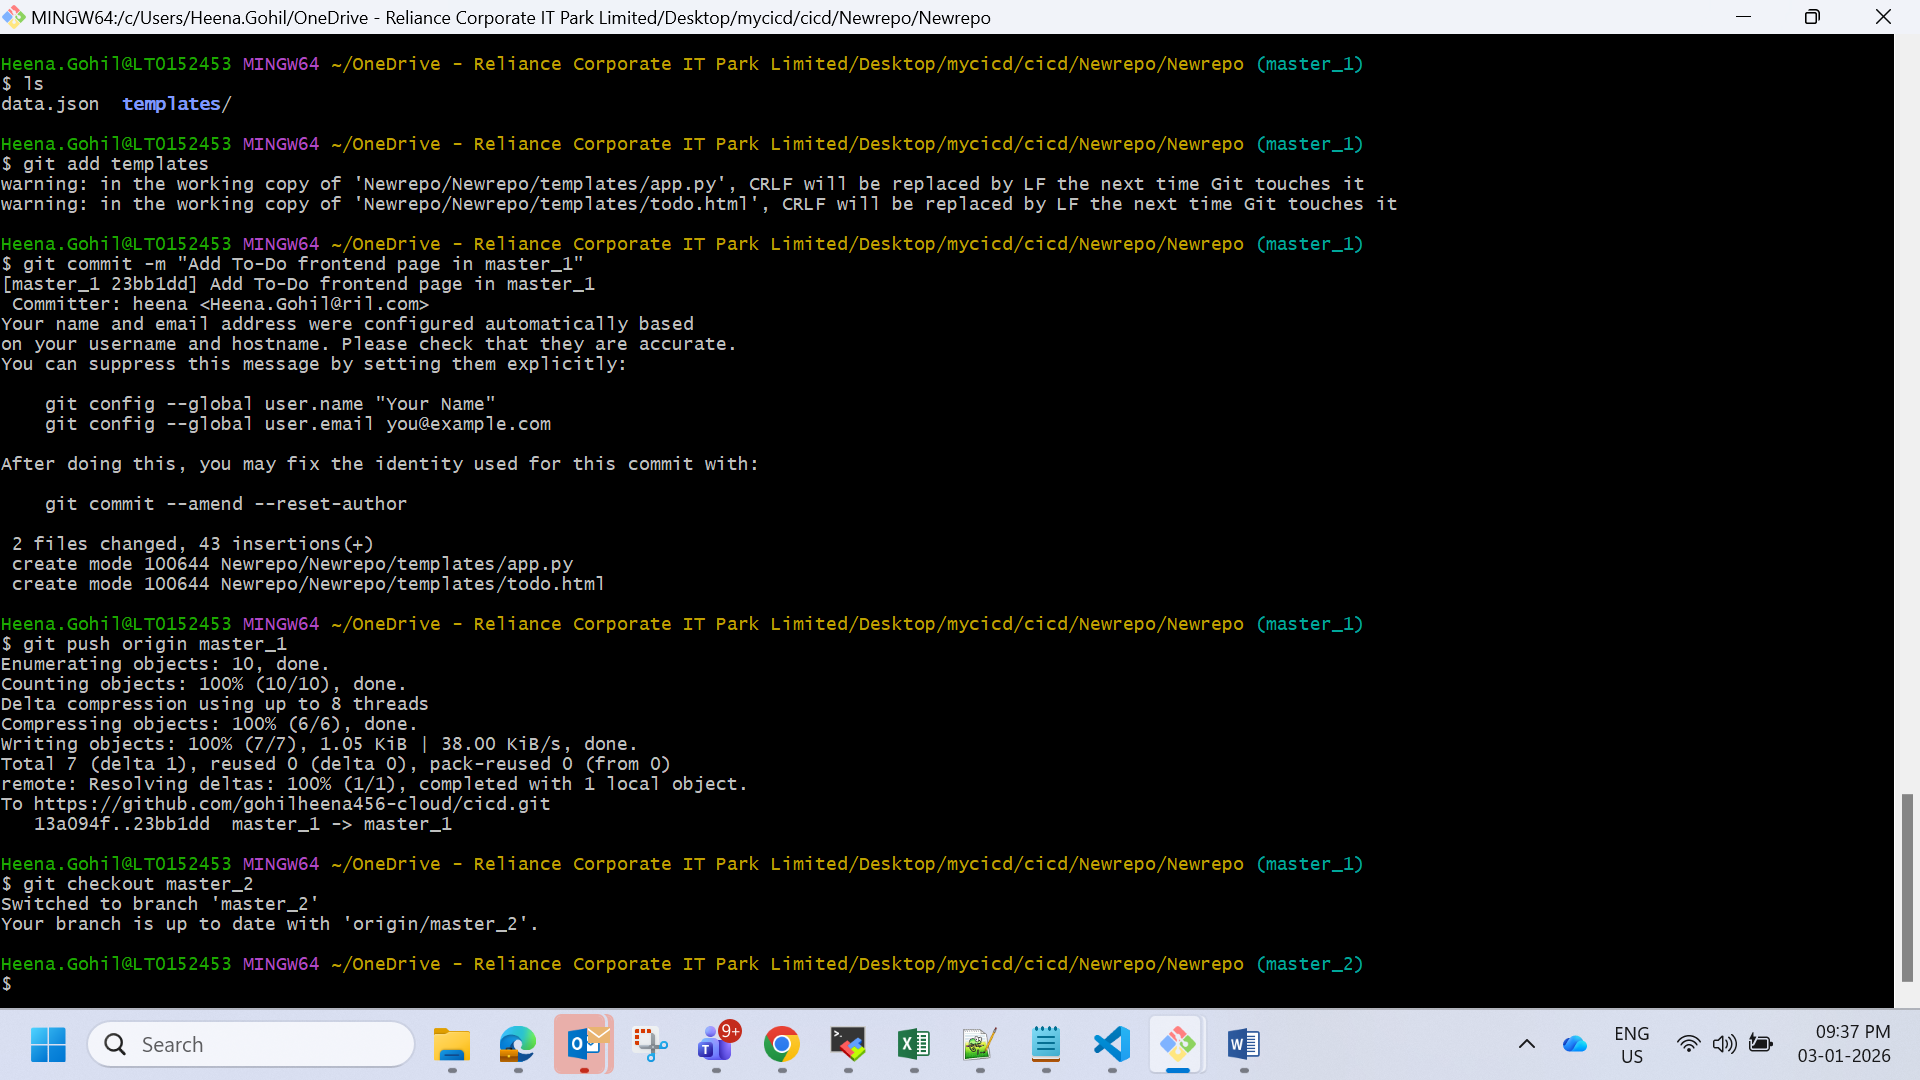 MINGW64:/c/Users/Heena.Gohil/OneDrive - Reliance Corporate IT Park Limited/Desktop/mycicd/cicd/Newrepo/Newrepo
Heena.Gohil@LT0152453 MINGW64 ~/OneDrive - Reliance Corporate IT Park Limited/Desktop/mycicd/cicd/Newrepo/Newrepo (master_1)
$ ls
data.json  templates/
Heena.Gohil@LT0152453 MINGW64 ~/OneDrive - Reliance Corporate IT Park Limited/Desktop/mycicd/cicd/Newrepo/Newrepo (master_1)
$ git add templates
warning: in the working copy of 'Newrepo/Newrepo/templates/app.py', CRLF will be replaced by LF the next time Git touches it
warning: in the working copy of 'Newrepo/Newrepo/templates/todo.html', CRLF will be replaced by LF the next time Git touches it
Heena.Gohil@LT0152453 MINGW64 ~/OneDrive - Reliance Corporate IT Park Limited/Desktop/mycicd/cicd/Newrepo/Newrepo (master_1)
$ git commit -m "Add To-Do frontend page in master_1"
[master_1 23bb1dd] Add To-Do frontend page in master_1
 Committer: heena <Heena.Gohil@ril.com>
Your name and email address were configured automatically based
on your username and hostname. Please check that they are accurate.
You can suppress this message by setting them explicitly:
    git config --global user.name "Your Name"
    git config --global user.email you@example.com
After doing this, you may fix the identity used for this commit with:
    git commit --amend --reset-author
 2 files changed, 43 insertions(+)
 create mode 100644 Newrepo/Newrepo/templates/app.py
 create mode 100644 Newrepo/Newrepo/templates/todo.html
Heena.Gohil@LT0152453 MINGW64 ~/OneDrive - Reliance Corporate IT Park Limited/Desktop/mycicd/cicd/Newrepo/Newrepo (master_1)
$ git push origin master_1
Enumerating objects: 10, done.
Counting objects: 100% (10/10), done.
Delta compression using up to 8 threads
Compressing objects: 100% (6/6), done.
Writing objects: 100% (7/7), 1.05 KiB | 38.00 KiB/s, done.
Total 7 (delta 1), reused 0 (delta 0), pack-reused 0 (from 0)
remote: Resolving deltas: 100% (1/1), completed with 1 local object.
To https://github.com/gohilheena456-cloud/cicd.git
   13a094f..23bb1dd  master_1 -> master_1
Heena.Gohil@LT0152453 MINGW64 ~/OneDrive - Reliance Corporate IT Park Limited/Desktop/mycicd/cicd/Newrepo/Newrepo (master_1)
$ git checkout master_2
Switched to branch 'master_2'
Your branch is up to date with 'origin/master_2'.
Heena.Gohil@LT0152453 MINGW64 ~/OneDrive - Reliance Corporate IT Park Limited/Desktop/mycicd/cicd/Newrepo/Newrepo (master_2)
$
Search
9+
ENG
US
09:37 PM
03-01-2026